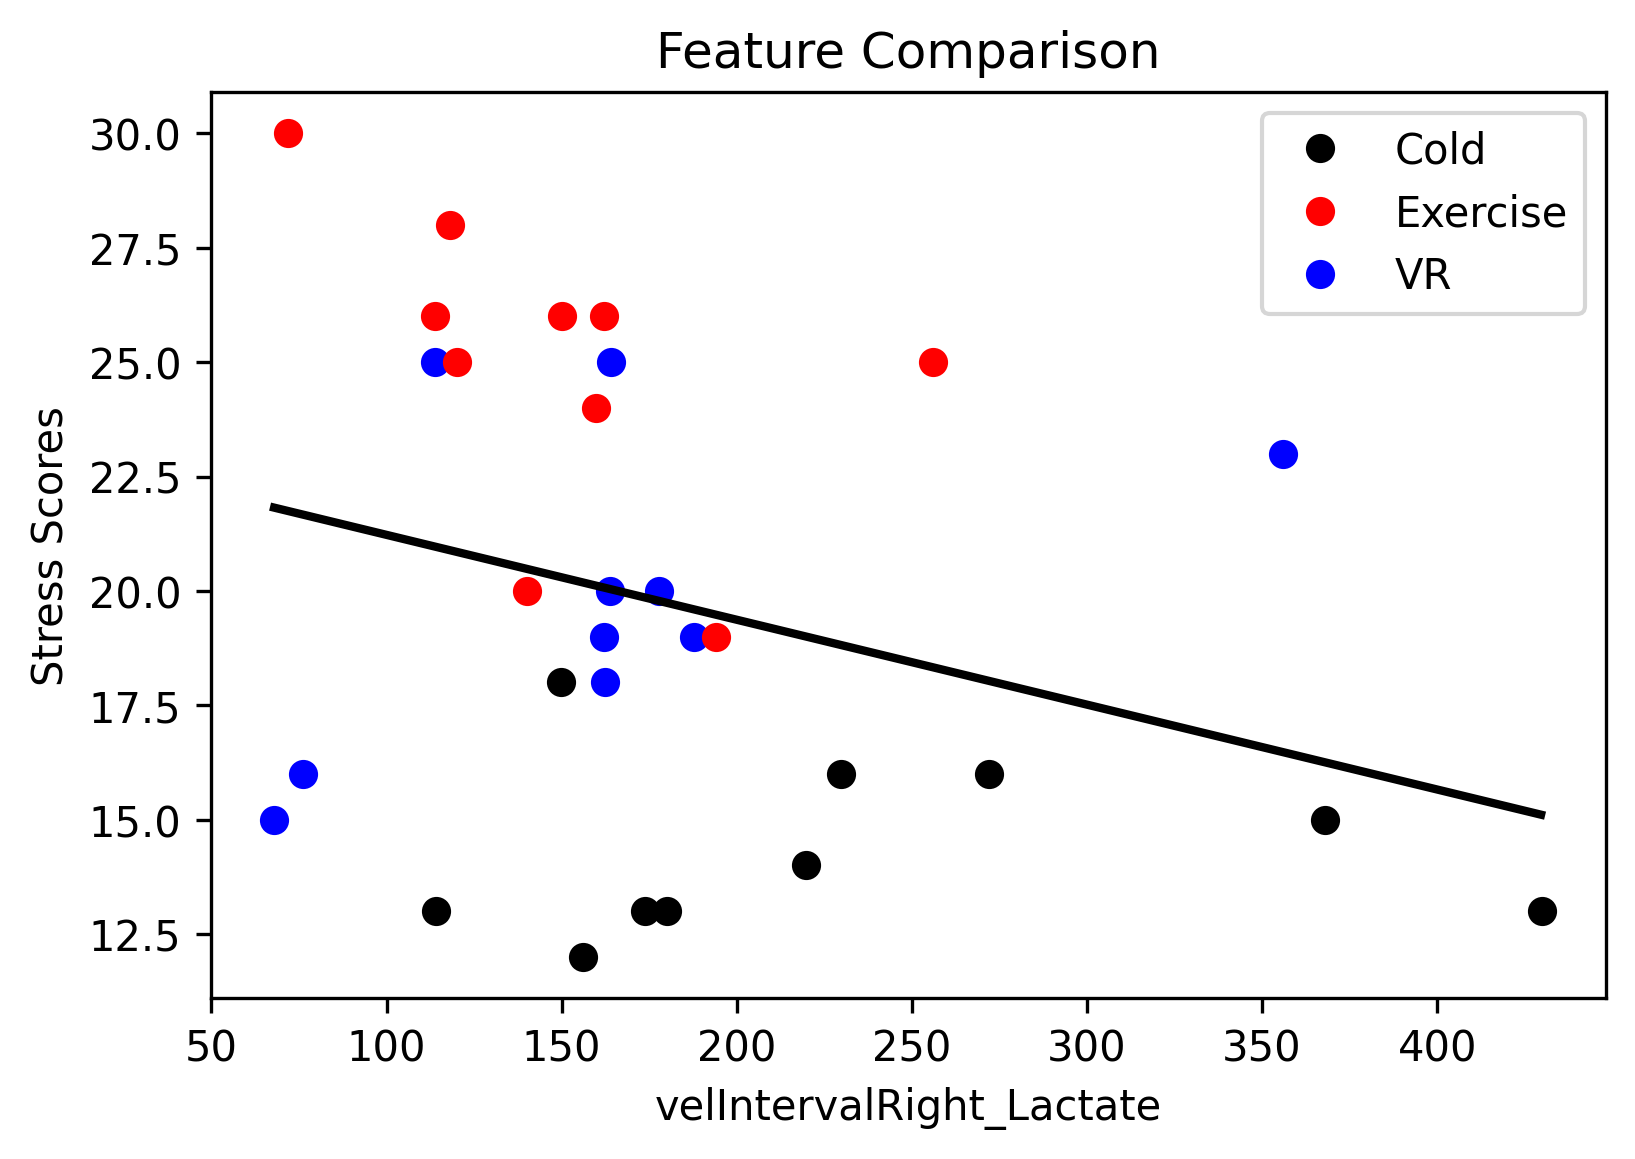 Feature Comparison
30.0
27.5
25.0
22.5
20.0
17.5
15.0
12.5
Stress Scores
Cold
Exercise
VR
50 100 150 200 250 300 350 400
velIntervalRight_Lactate